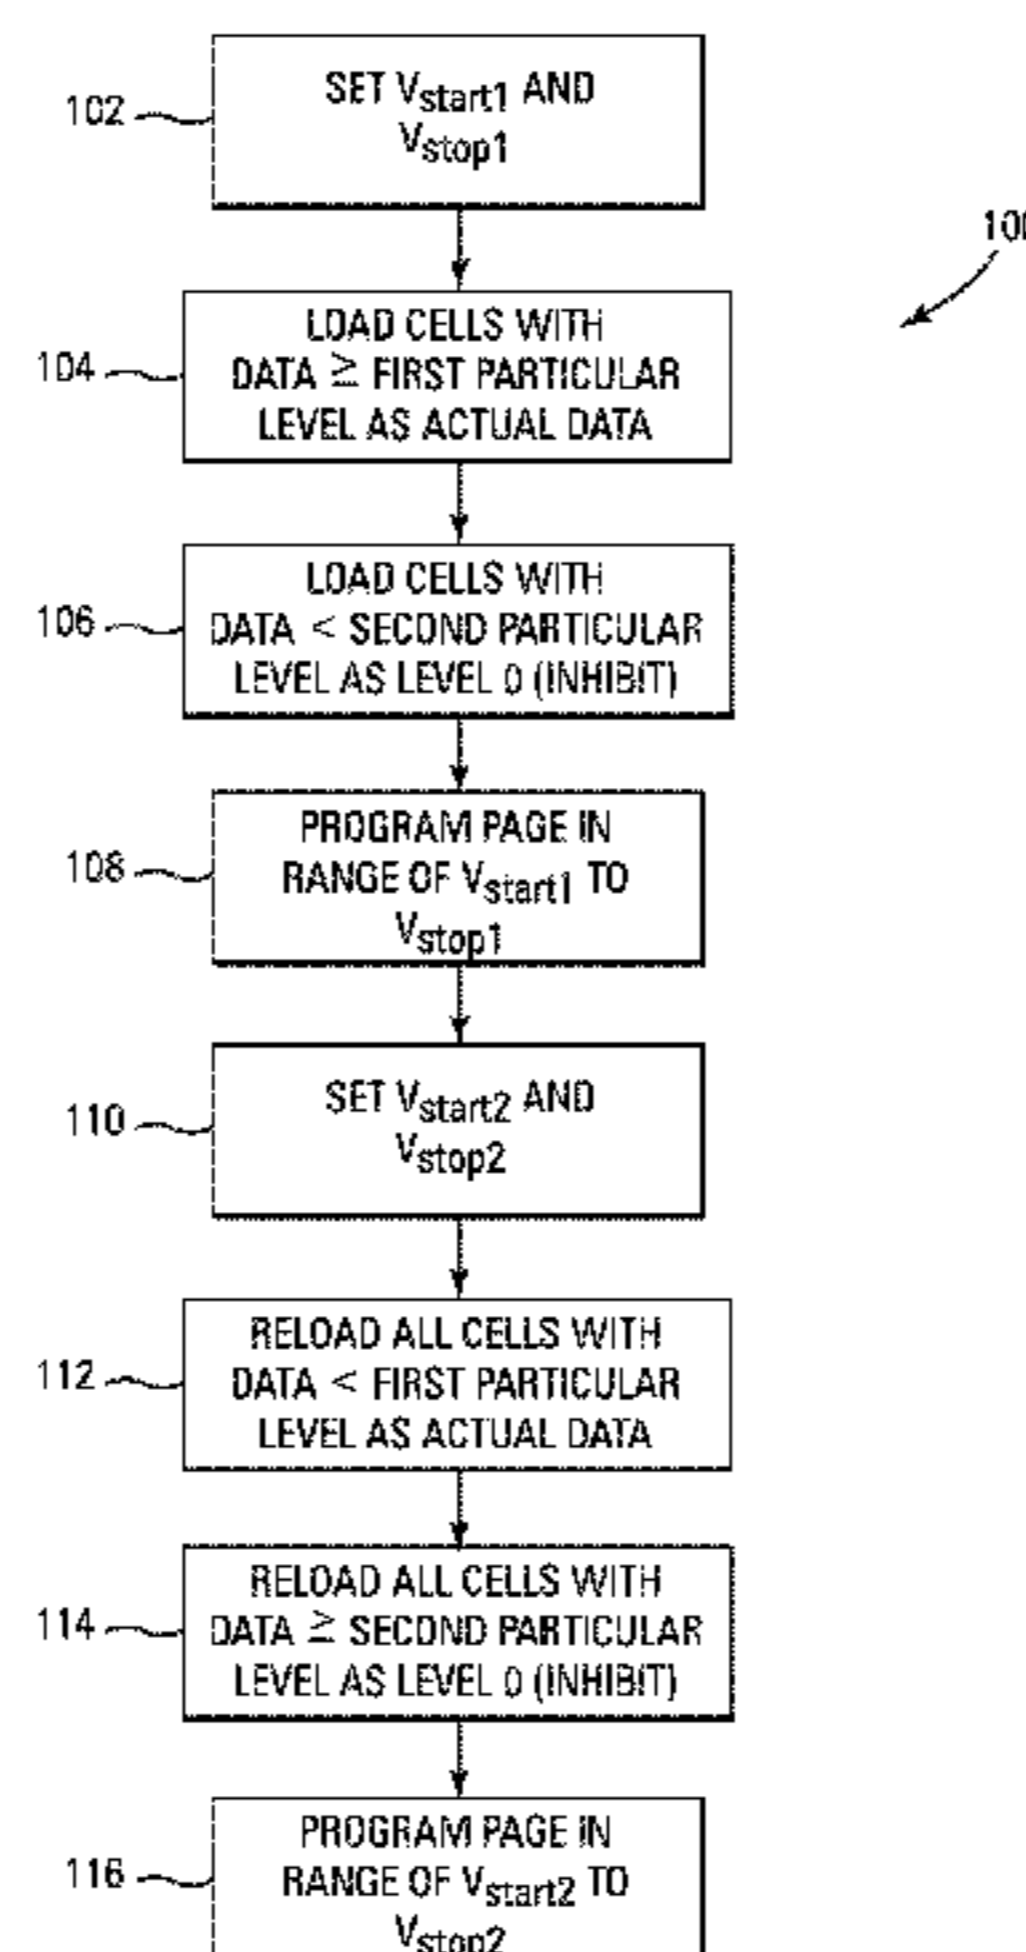 102
SET Vstart1 AND
Vstop1
104
LOAD CELLS WITH
DATA ≥ FIRST PARTICULAR
LEVEL AS ACTUAL DATA
106
LOAD CELLS WITH
DATA < SECOND PARTICULAR
LEVEL AS LEVEL 0 (INHIBIT)
108
PROGRAM PAGE IN
RANGE OF Vstart1 TO
Vstop1
110
SET Vstart2 AND
Vstop2
112
RELOAD ALL CELLS WITH
DATA < FIRST PARTICULAR
LEVEL AS ACTUAL DATA
114
RELOAD ALL CELLS WITH
DATA ≥ SECOND PARTICULAR
LEVEL AS LEVEL 0 (INHIBIT)
116
PROGRAM PAGE IN
RANGE OF Vstart2 TO
Vstop2